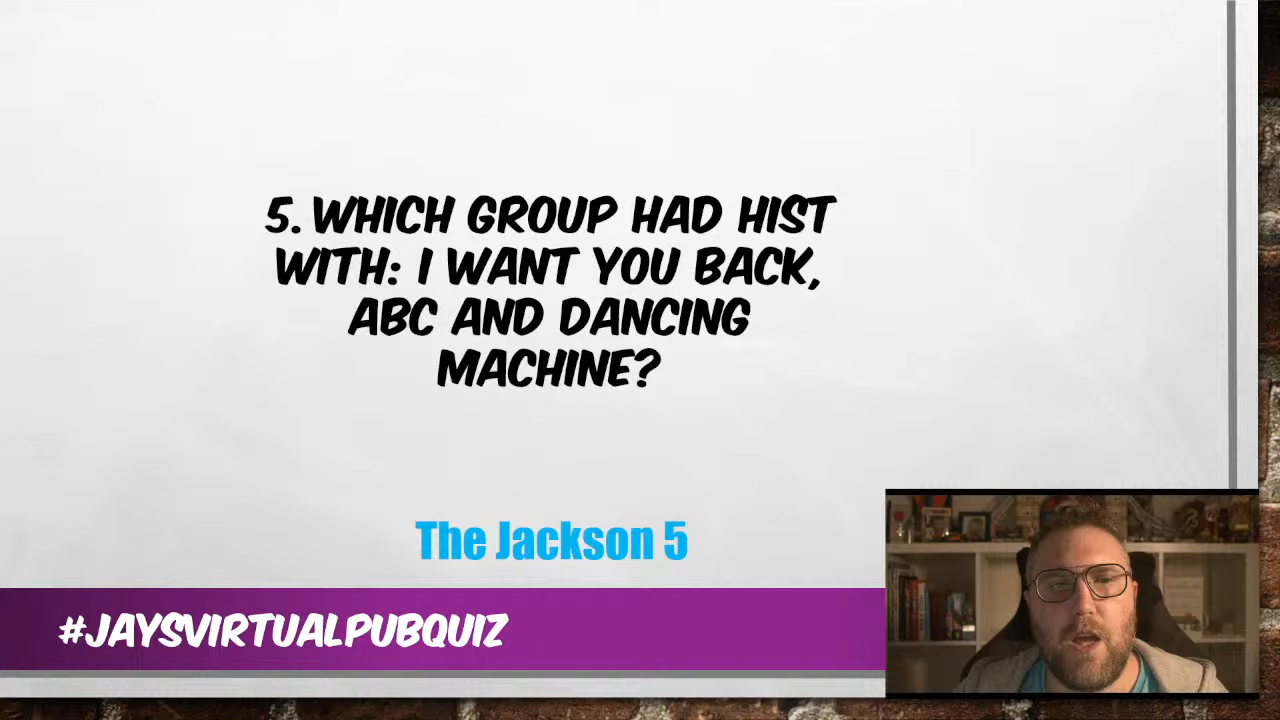 5. WHICH GROUP HAD HIST
WITH: I WANT YOU BACK,
ABC AND DANCING
MACHINE?
The Jackson 5
#JAYSVIRTUALPUBQUIZ